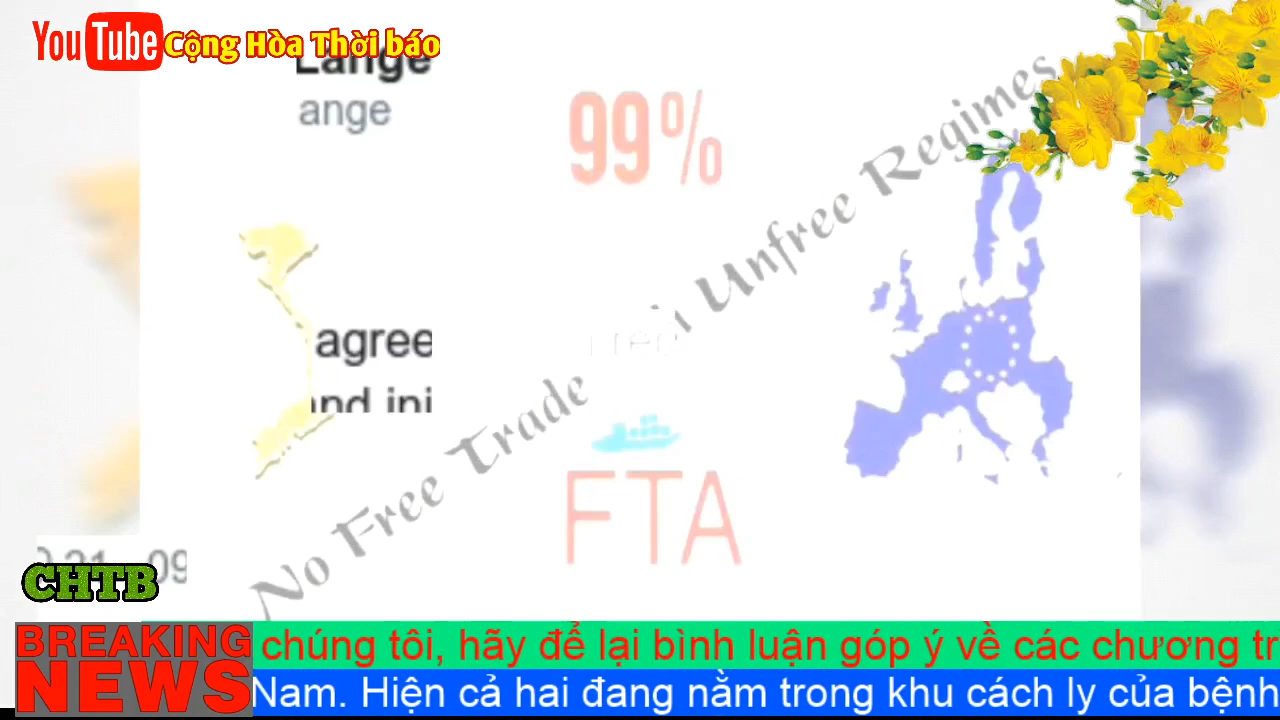 YouTube Cộng Hòa Thời báo
Lange
ange
99%
No Free Trade Unfree Regimes
agree
and ini
FTA
CHTB
BREAKING
NEWS
chúng tôi, hãy để lại bình luận góp ý về các chương tr
Nam. Hiện cả hai đang nằm trong khu cách ly của bệnh